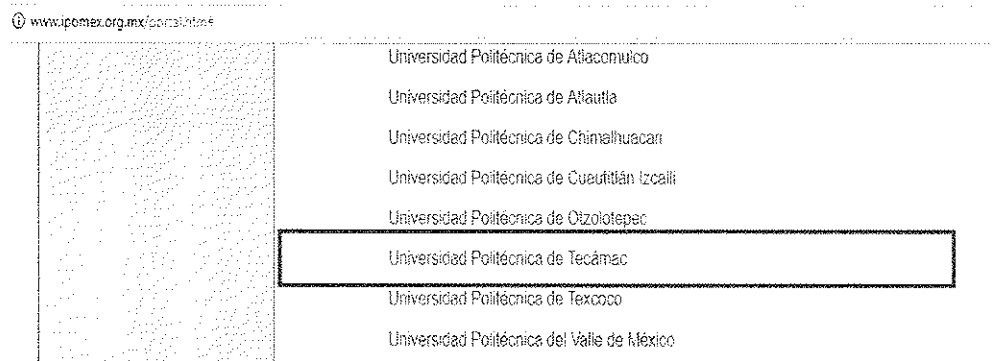 www.ipomex.org.mx/portal.htm#
Universidad Politécnica de Atlacomulco
Universidad Politécnica de Atlautla
Universidad Politécnica de Chimalhuacan
Universidad Politécnica de Cuautitlán Izcalli
Universidad Politécnica de Otzolotepec
Universidad Politécnica de Tecámac
Universidad Politécnica de Texcoco
Universidad Politécnica del Valle de México